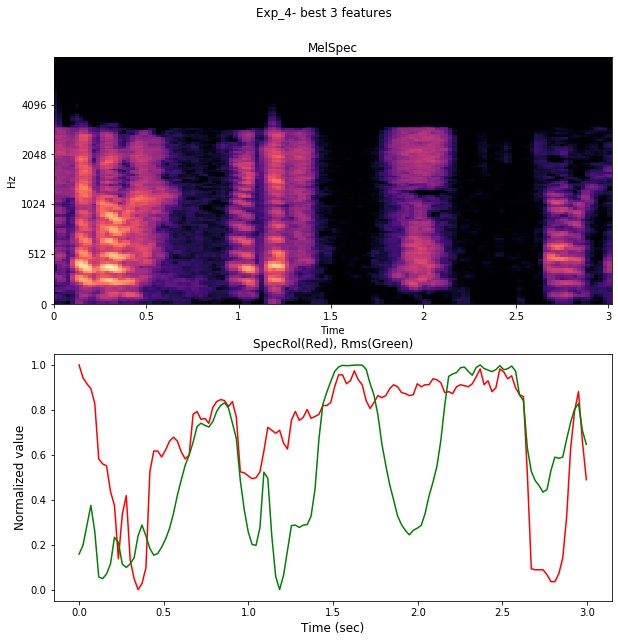 Exp_4- best 3 features
MelSpec
Hz
4096
2048
1024
512
0
0 0.5 1 1.5 2 2.5 3
Time
SpecRol(Red), Rms(Green)
Normalized value
1.0
0.8
0.6
0.4
0.2
0.0
0.0 0.5 1.0 1.5 2.0 2.5 3.0
Time (sec)